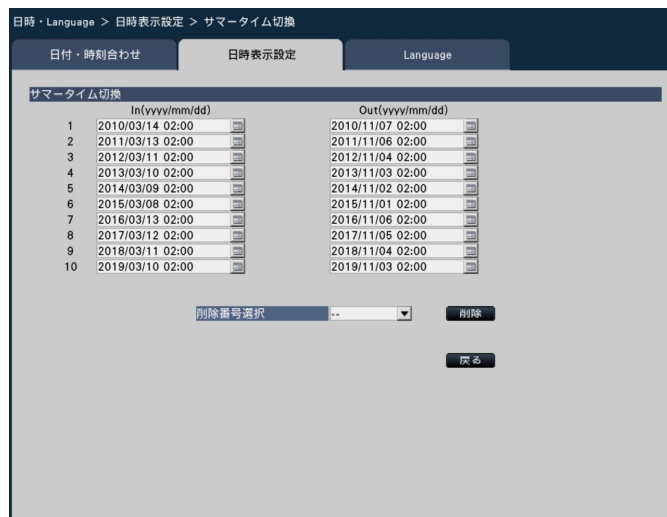 日時・Language > 日時表示設定 > サマータイム切換
日付・時刻合わせ 日時表示設定 Language
サマータイム切換
In(yyyy/mm/dd) Out(yyyy/mm/dd)
1 2010/03/14 02:00 2010/11/07 02:00
2 2011/03/13 02:00 2011/11/06 02:00
3 2012/03/11 02:00 2012/11/04 02:00
4 2013/03/10 02:00 2013/11/03 02:00
5 2014/03/09 02:00 2014/11/02 02:00
6 2015/03/08 02:00 2015/11/01 02:00
7 2016/03/13 02:00 2016/11/06 02:00
8 2017/03/12 02:00 2017/11/05 02:00
9 2018/03/11 02:00 2018/11/04 02:00
10 2019/03/10 02:00 2019/11/03 02:00
削除番号選択 -- 削除
戻る